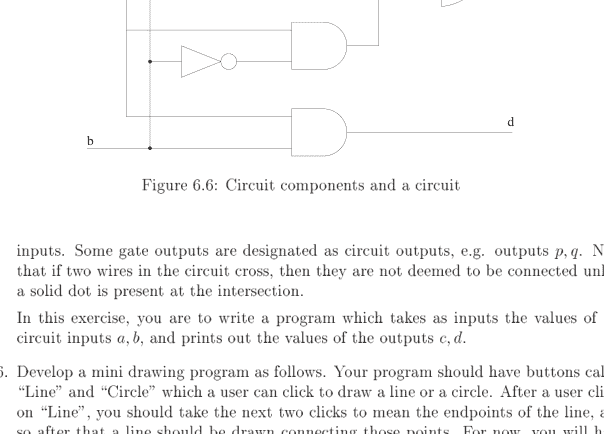 d
b
Figure 6.6: Circuit components and a circuit
inputs. Some gate outputs are designated as circuit outputs, e.g. outputs p, q. N
that if two wires in the circuit cross, then they are not deemed to be connected unl
a solid dot is present at the intersection.
In this exercise, you are to write a program which takes as inputs the values of
circuit inputs a, b, and prints out the values of the outputs c, d.
6. Develop a mini drawing program as follows. Your program should have buttons cal
“Line” and “Circle” which a user can click to draw a line or a circle. After a user cli
on “Line”, you should take the next two clicks to mean the endpoints of the line, a
so after that a line should be drawn connecting those points. For now, you will h